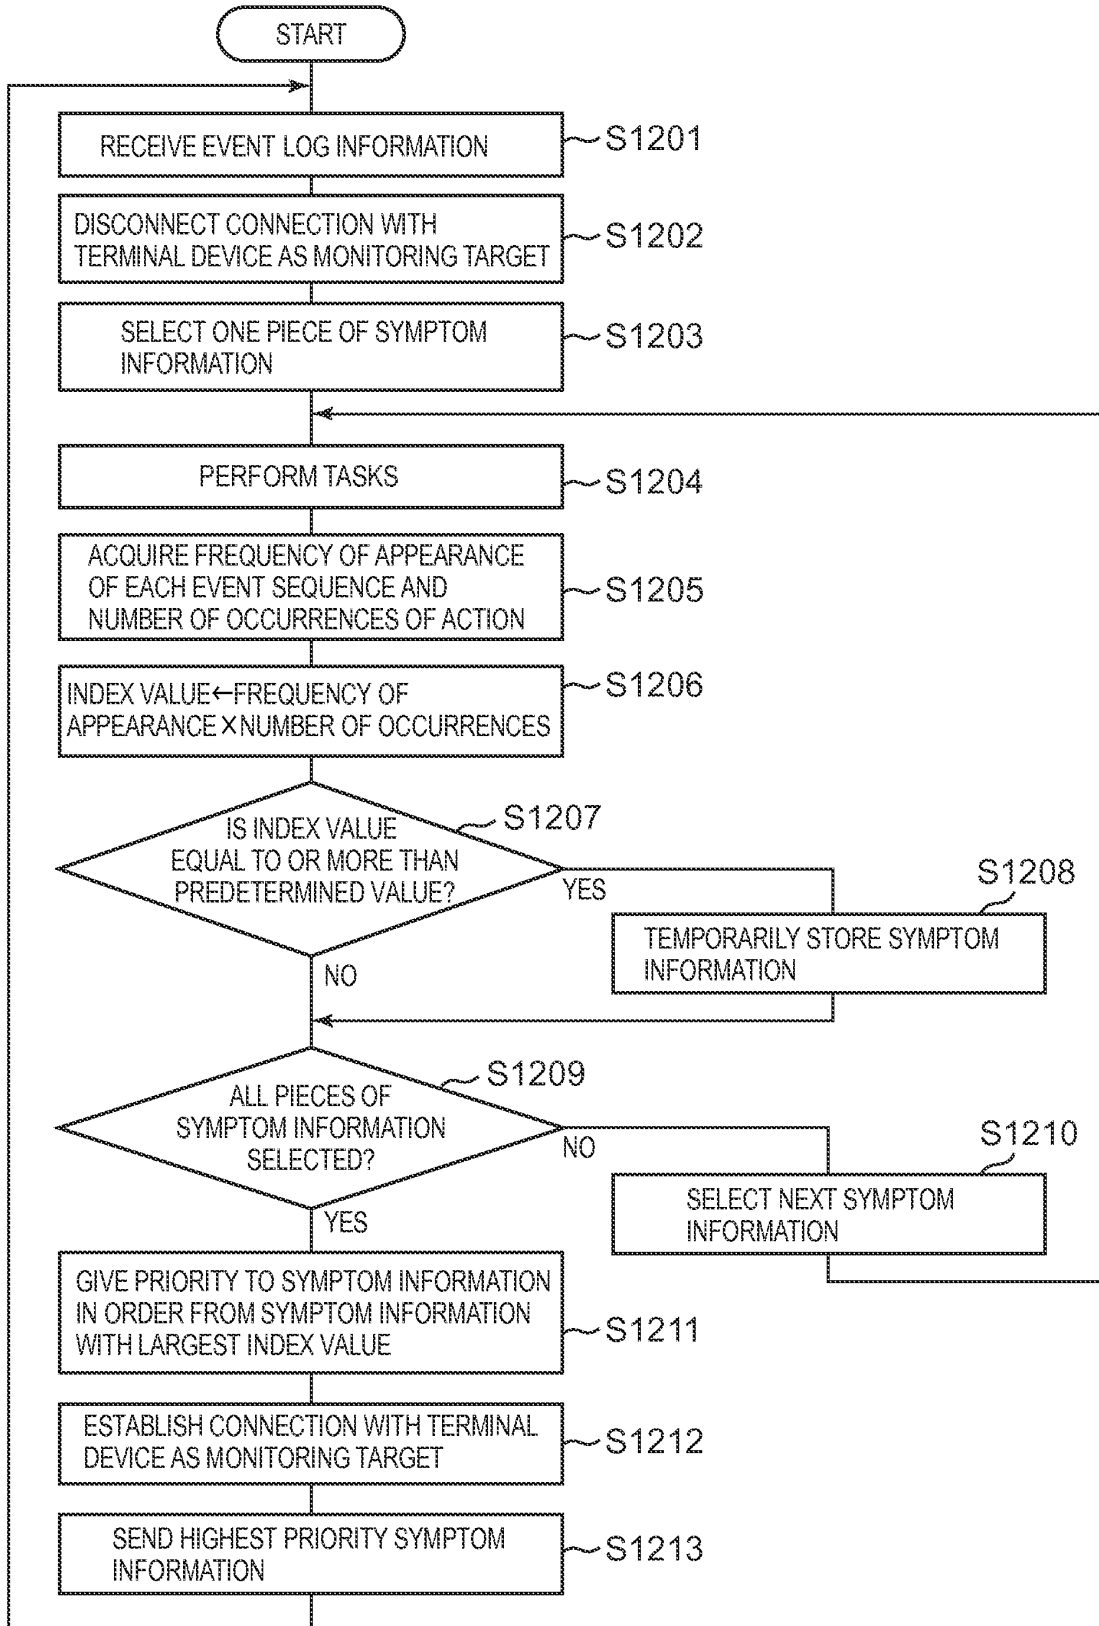 START
RECEIVE EVENT LOG INFORMATION
S1201
DISCONNECT CONNECTION WITH
TERMINAL DEVICE AS MONITORING TARGET
S1202
SELECT ONE PIECE OF SYMPTOM
INFORMATION
S1203
PERFORM TASKS
S1204
ACQUIRE FREQUENCY OF APPEARANCE
OF EACH EVENT SEQUENCE AND
NUMBER OF OCCURRENCES OF ACTION
S1205
INDEX VALUE←FREQUENCY OF
APPEARANCE×NUMBER OF OCCURRENCES
S1206
IS INDEX VALUE
EQUAL TO OR MORE THAN
PREDETERMINED VALUE?
S1207
YES
NO
S1208
TEMPORARILY STORE SYMPTOM
INFORMATION
ALL PIECES OF
SYMPTOM INFORMATION
SELECTED?
S1209
NO
YES
S1210
SELECT NEXT SYMPTOM
INFORMATION
GIVE PRIORITY TO SYMPTOM INFORMATION
IN ORDER FROM SYMPTOM INFORMATION
WITH LARGEST INDEX VALUE
S1211
ESTABLISH CONNECTION WITH TERMINAL
DEVICE AS MONITORING TARGET
S1212
SEND HIGHEST PRIORITY SYMPTOM
INFORMATION
S1213